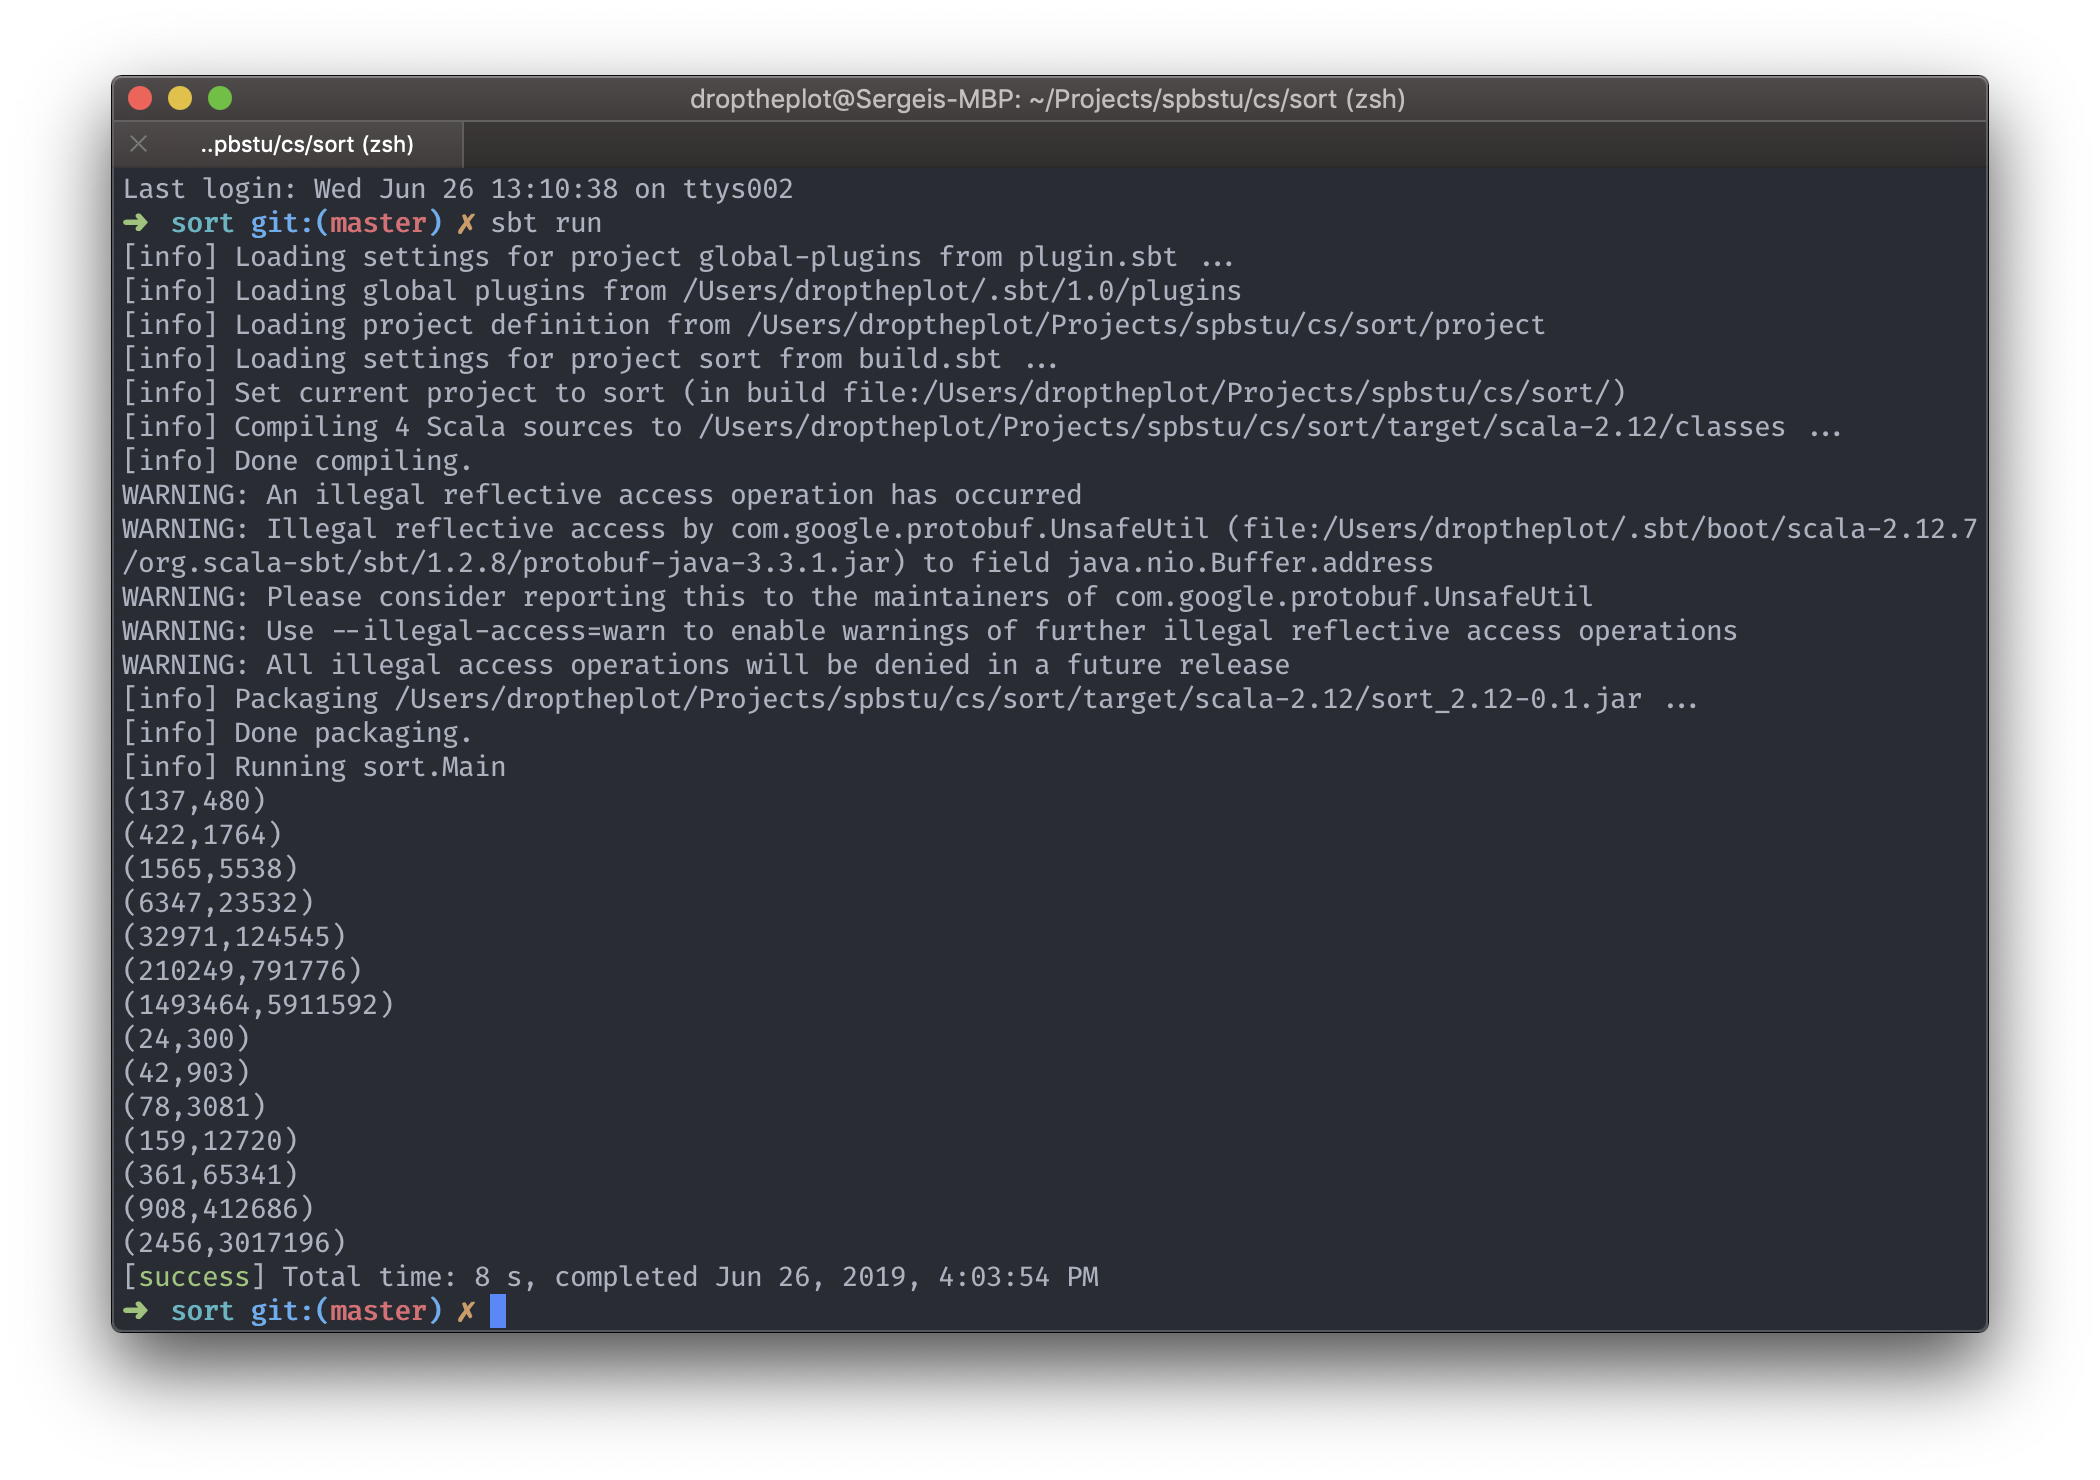 droptheplot@Sergeis-MBP: ~/Projects/spbstu/cs/sort (zsh)
..pbstu/cs/sort (zsh)
Last login: Wed Jun 26 13:10:38 on ttys002
➜ sort git:(master) ✗ sbt run
[info] Loading settings for project global-plugins from plugin.sbt ...
[info] Loading global plugins from /Users/droptheplot/.sbt/1.0/plugins
[info] Loading project definition from /Users/droptheplot/Projects/spbstu/cs/sort/project
[info] Loading settings for project sort from build.sbt ...
[info] Set current project to sort (in build file:/Users/droptheplot/Projects/spbstu/cs/sort/)
[info] Compiling 4 Scala sources to /Users/droptheplot/Projects/spbstu/cs/sort/target/scala-2.12/classes ...
[info] Done compiling.
WARNING: An illegal reflective access operation has occurred
WARNING: Illegal reflective access by com.google.protobuf.UnsafeUtil (file:/Users/droptheplot/.sbt/boot/scala-2.12.7
/org.scala-sbt/sbt/1.2.8/protobuf-java-3.3.1.jar) to field java.nio.Buffer.address
WARNING: Please consider reporting this to the maintainers of com.google.protobuf.UnsafeUtil
WARNING: Use --illegal-access=warn to enable warnings of further illegal reflective access operations
WARNING: All illegal access operations will be denied in a future release
[info] Packaging /Users/droptheplot/Projects/spbstu/cs/sort/target/scala-2.12/sort_2.12-0.1.jar ...
[info] Done packaging.
[info] Running sort.Main
(137,480)
(422,1764)
(1565,5538)
(6347,23532)
(32971,124545)
(210249,791776)
(1493464,5911592)
(24,300)
(42,903)
(78,3081)
(159,12720)
(361,65341)
(908,412686)
(2456,3017196)
[success] Total time: 8 s, completed Jun 26, 2019, 4:03:54 PM
➜ sort git:(master) ✗